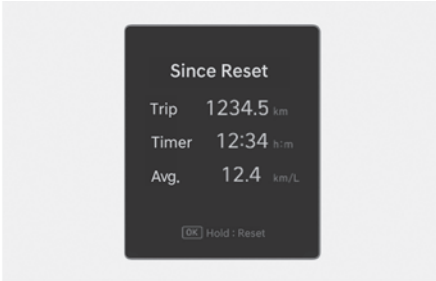 Since Reset
Trip 1234.5 km
Timer 12:34 h:m
Avg. 12.4 km/L
OK Hold : Reset